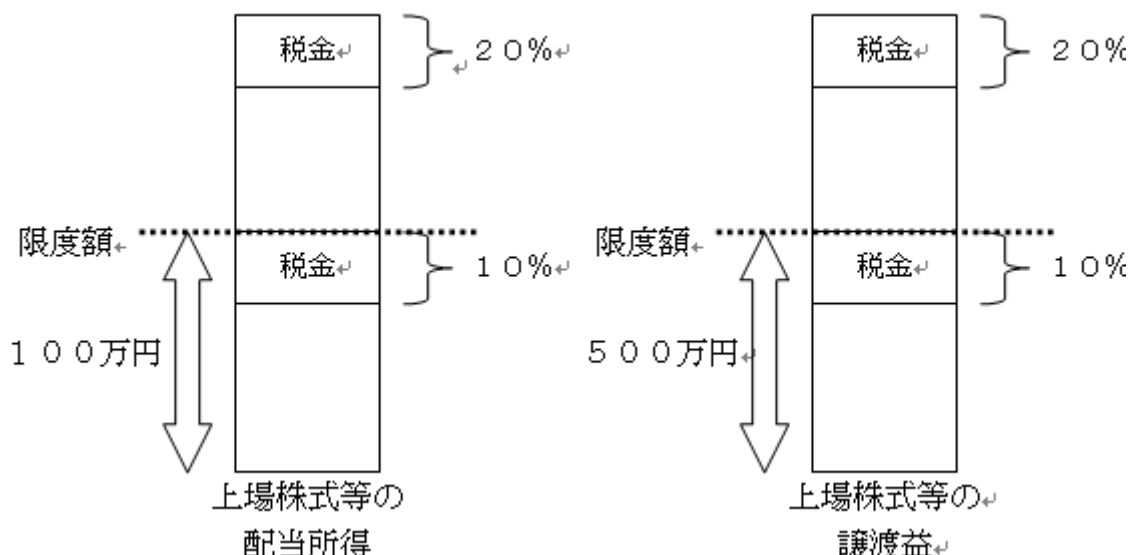 税金
２０％
限度額
税金
１０％
１００万円
上場株式等の
配当所得
税金
２０％
限度額
税金
１０％
５００万円
上場株式等の
譲渡益